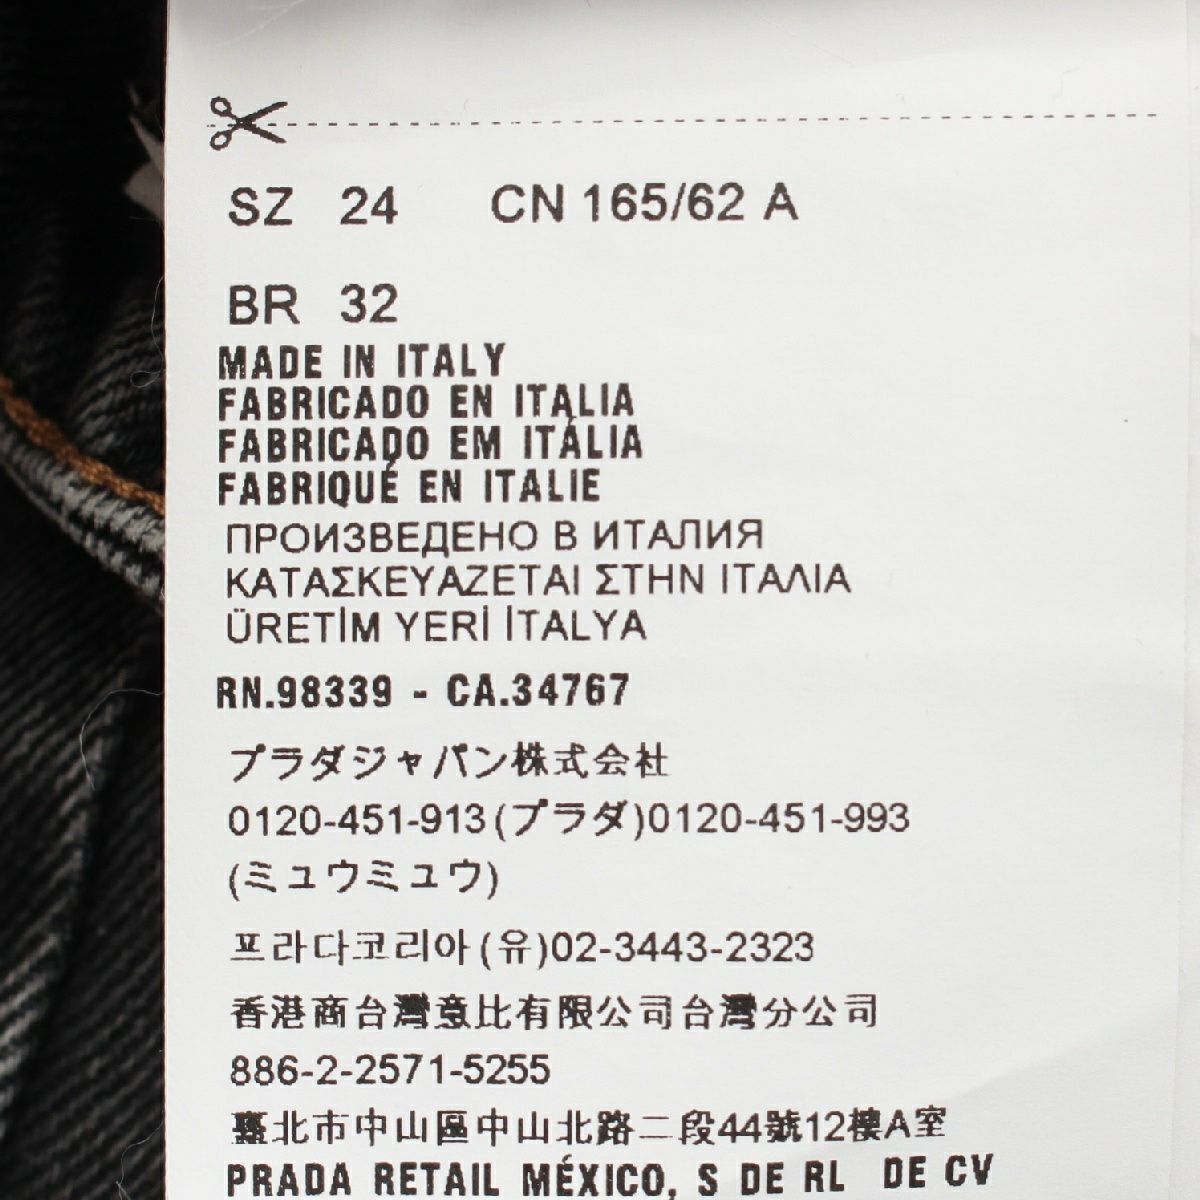 SZ 24 CN 165/62 A
BR 32
MADE IN ITALY
FABRICADO EN ITALIA
FABRICADO EM ITÁLIA
FABRIQUÉ EN ITALIE
ПРОИЗВЕДЕНО В ИТАЛИЯ
ΚΑΤΑΣΚΕΥΑΖΕΤΑΙ ΣΤΗΝ ΙΤΑΛΙΑ
ÜRETİM YERİ İTALYA
RN.98339 - CA.34767
プラダジャパン株式会社
0120-451-913(プラダ)0120-451-993
(ミュウミュウ)
프라다코리아(유)02-3443-2323
香港商台灣意比有限公司台灣分公司
886-2-2571-5255
臺北市中山區中山北路二段44號12樓A室
PRADA RETAIL MÉXICO, S DE RL DE CV